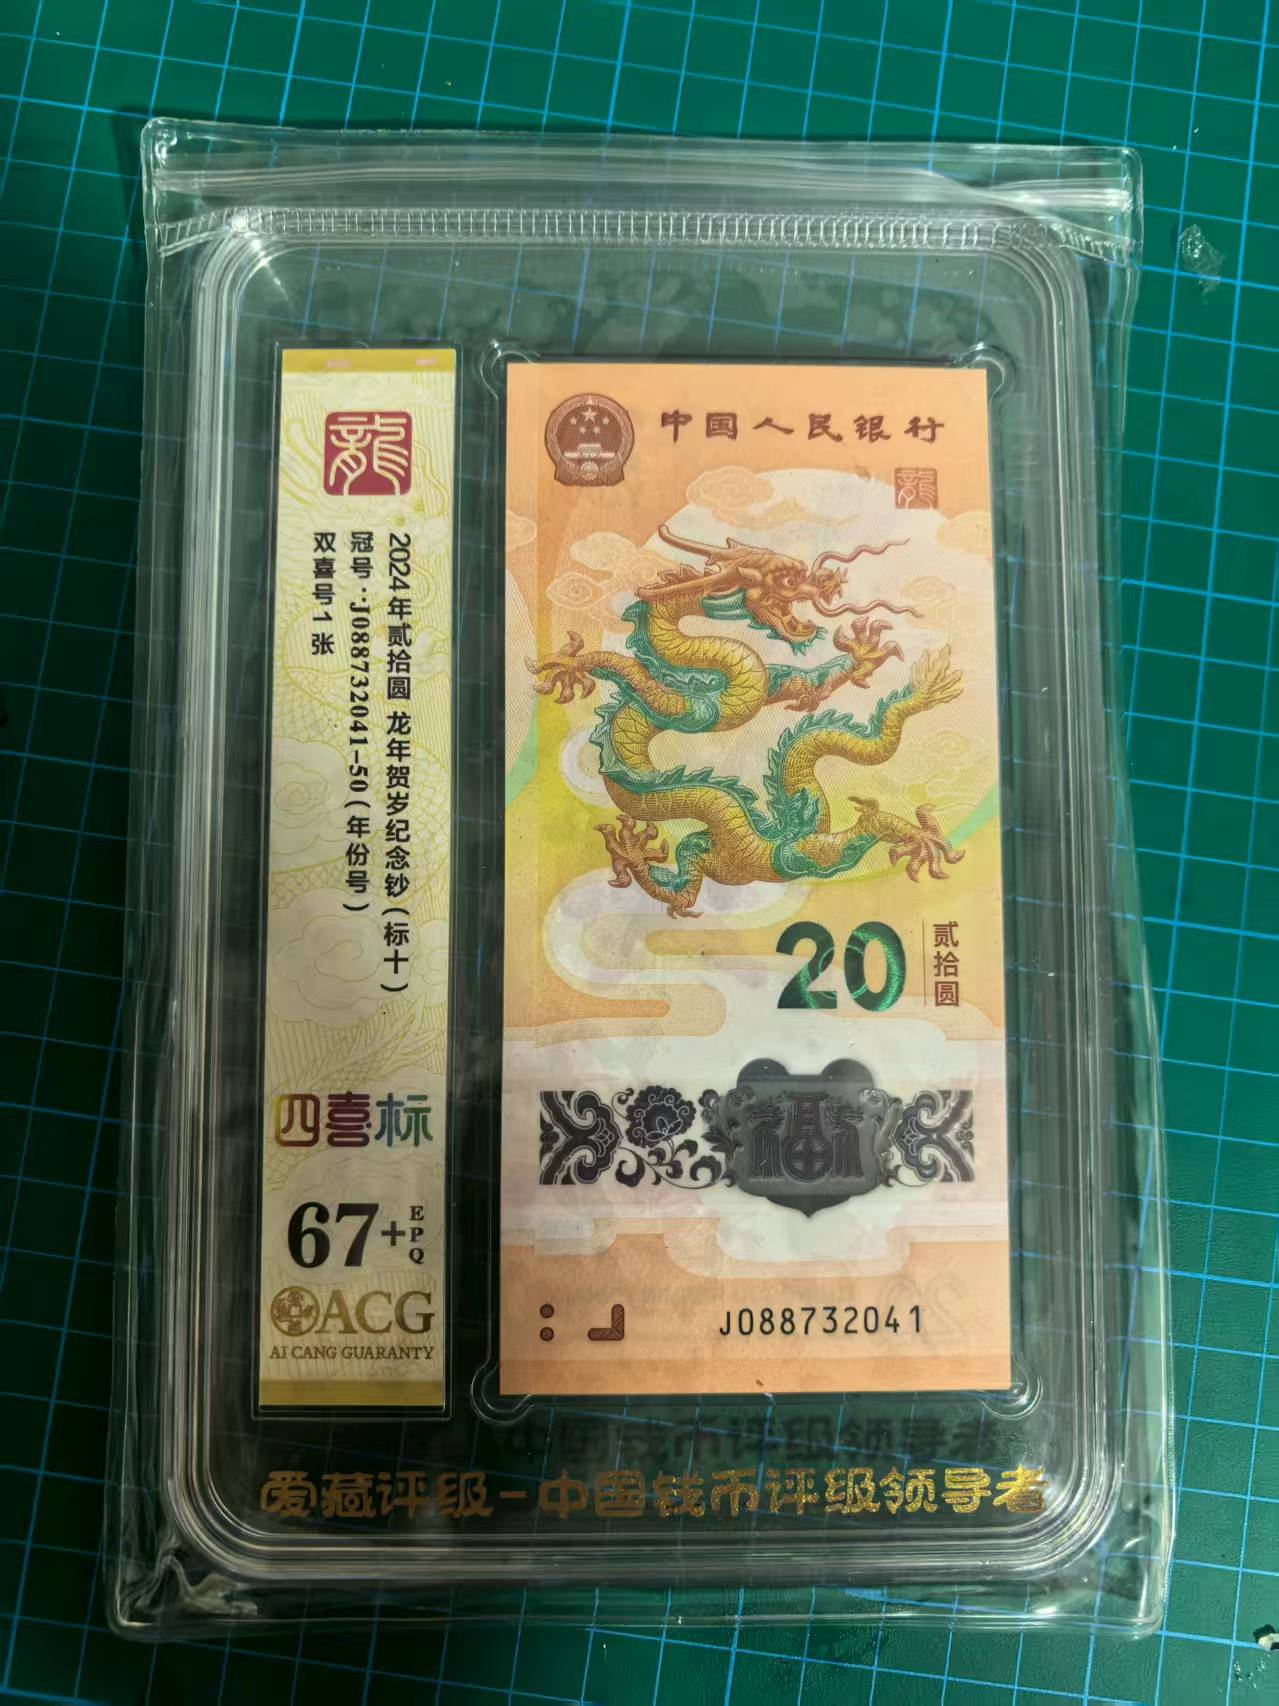 龍
2024年贰拾圆 龙年贺岁纪念钞(标十)
冠号:J088732041-50(年份号)
双喜号1 张
四喜标
67+EPQ
ACG
AI CANG GUARANTY
中国人民银行
龍
20
贰拾圆
福
J088732041
爱藏评级-中国钱币评级领导者